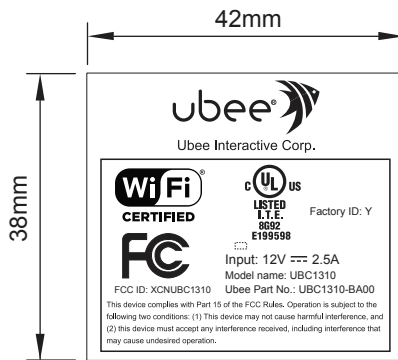 42mm
38mm
ubee®
Ubee Interactive Corp.
Wi Fi®
CERTIFIED
FC
FCC ID: XCNUBC1310
C UL US
LISTED
I.T.E.
8G92
E199598
Factory ID: Y
Input: 12V ⎓ 2.5A
Model name: UBC1310
Ubee Part No.: UBC1310-BA00
This device complies with Part 15 of the FCC Rules. Operation is subject to the
following two conditions: (1) This device may not cause harmful interference, and
(2) this device must accept any interference received, including interference that
may cause undesired operation.